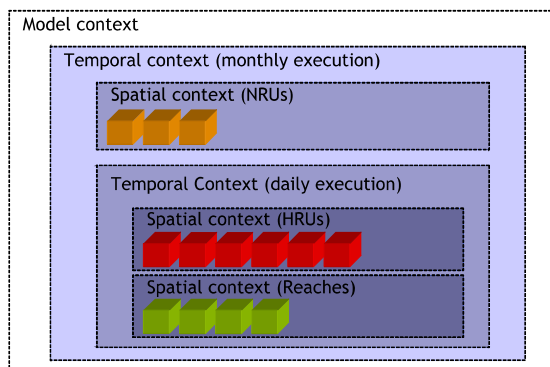 Model context
Temporal context (monthly execution)
Spatial context (NRUs)
Temporal Context (daily execution)
Spatial context (HRUs)
Spatial context (Reaches)